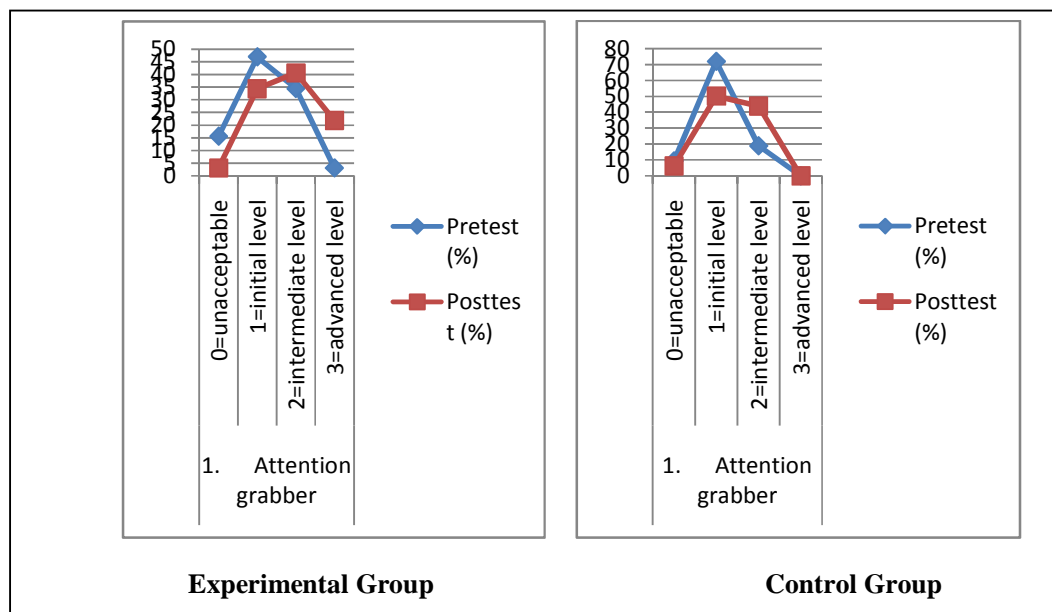 50
45
40
35
30
25
20
15
10
5
0
0=unacceptable
1=initial level
2=intermediate level
3=advanced level
1. Attention
grabber
Pretest
(%)
Posttes
t (%)
Experimental Group
80
70
60
50
40
30
20
10
0
0=unacceptable
1=initial level
2=intermediate level
3=advanced level
1. Attention
grabber
Pretest
(%)
Posttest
(%)
Control Group